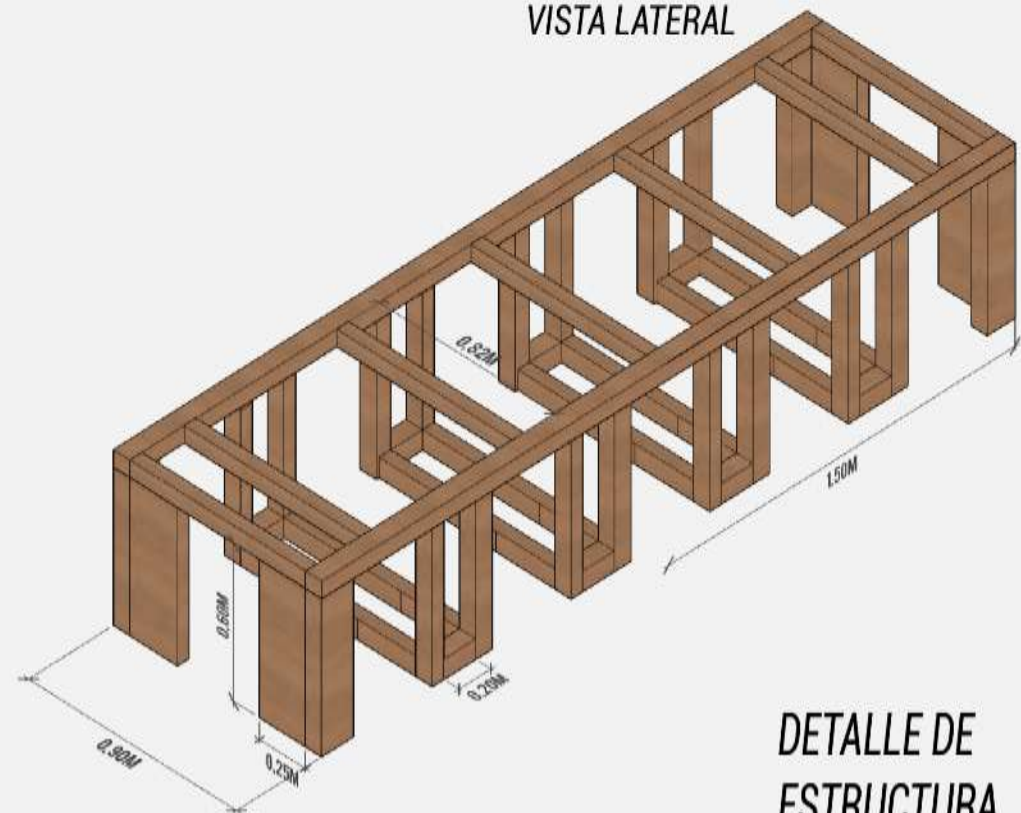 VISTA LATERAL
0.82M
1.50M
0.60M
0.20M
0.90M
0.25M
DETALLE DE
ESTRUCTURA